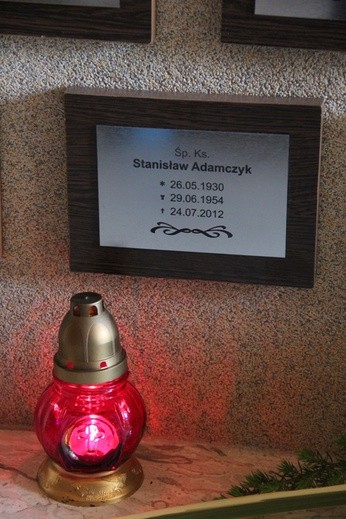 Śp. Ks.
Stanisław Adamczyk
* 26.05.1930
29.06.1954
† 24.07.2012